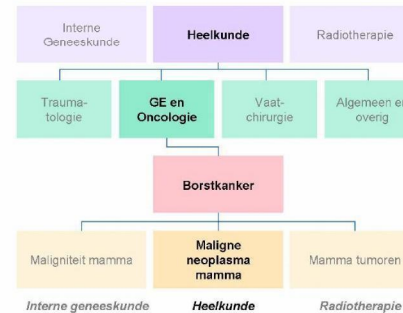 Interne
Geneeskunde
Heelkunde
Radiotherapie
Trauma-
tologie
GE en
Oncologie
Vaat-
chirurgie
Algemeen en
overig
Borstkanker
Maligniteit mamma
Maligne
neoplasma
mamma
Mamma tumoren
Interne geneeskunde
Heelkunde
Radiotherapie